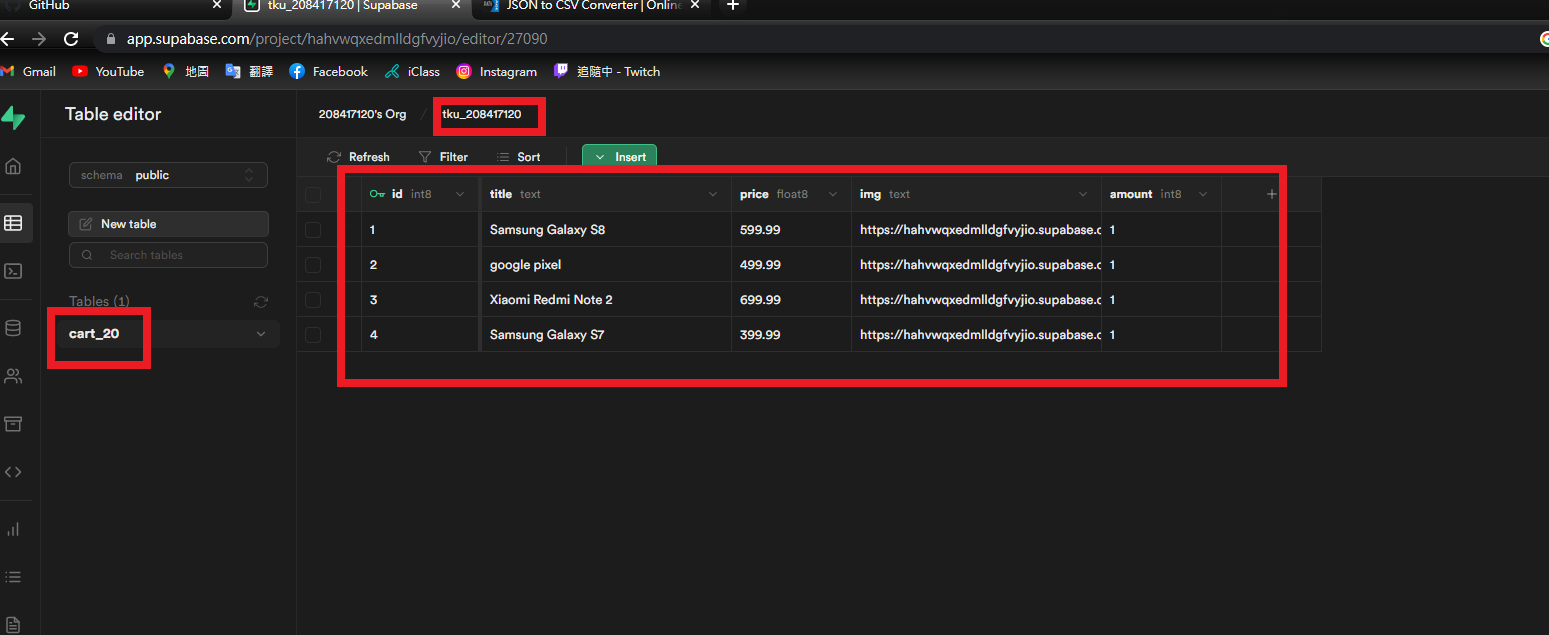 GitHub
tku_208417120 | Supabase
JSON to CSV Converter | Onlin
app.supabase.com/project/hahvwqxedmlldgfvyjio/editor/27090
Gmail
YouTube
地圖
翻譯
Facebook
iClass
Instagram
追隨中 - Twitch
Table editor
208417120's Org / tku_208417120
Refresh
Filter
Sort
Insert
schema public
New table
Search tables
Tables (1)
cart_20
id int8 title text price float8 img text amount int8
1 Samsung Galaxy S8 599.99 https://hahvwqxedmlldgfvyjio.supabase.c 1
2 google pixel 499.99 https://hahvwqxedmlldgfvyjio.supabase.c 1
3 Xiaomi Redmi Note 2 699.99 https://hahvwqxedmlldgfvyjio.supabase.c 1
4 Samsung Galaxy S7 399.99 https://hahvwqxedmlldgfvyjio.supabase.c 1